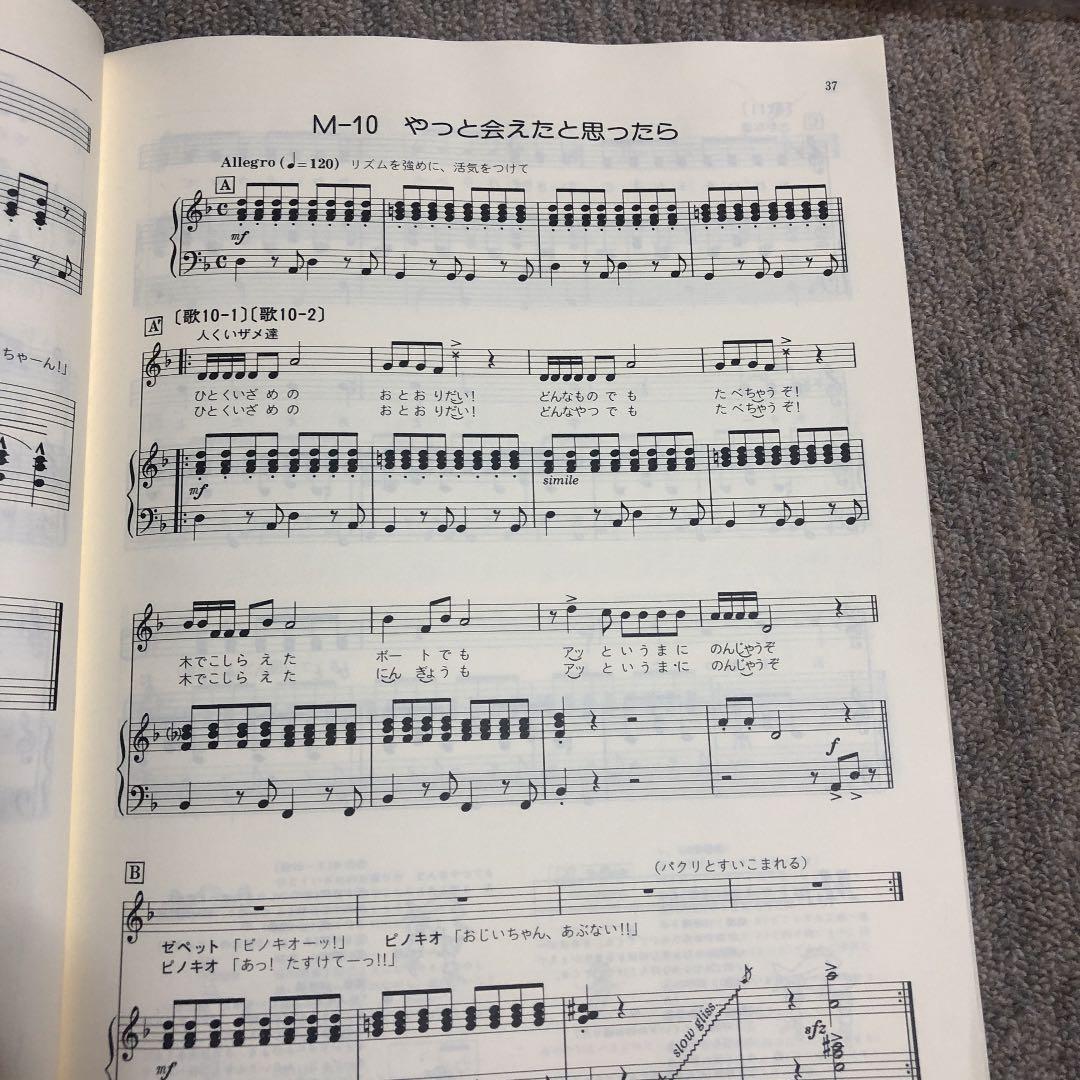 37
M-10 やっと会えたと思ったら
Allegro (♩=120) リズムを強めに、活気をつけて
A
mf
A' 〔歌10-1〕〔歌10-2〕
人くいザメ達
ちゃーん!」
ひとくいざ めの お とお りだい! どんなもの で も た べちゃう ぞ!
ひとくいざ めの お とお りだい! どんなやつ で も た べちゃう ぞ!
mf
simile
木でこしら え た ボー ト で も アッ と い う ま に のんじゃうぞ
木でこしら え た にん ぎょう も アッ と い う ま に のんじゃうぞ
f
B
(パクリとすいこまれる)
ゼペット「ピノキオーッ!」 ピノキオ「おじいちゃん、あぶない!!」
ピノキオ「あっ! たすけてーっ!!」
mf
slow gliss.
sfz